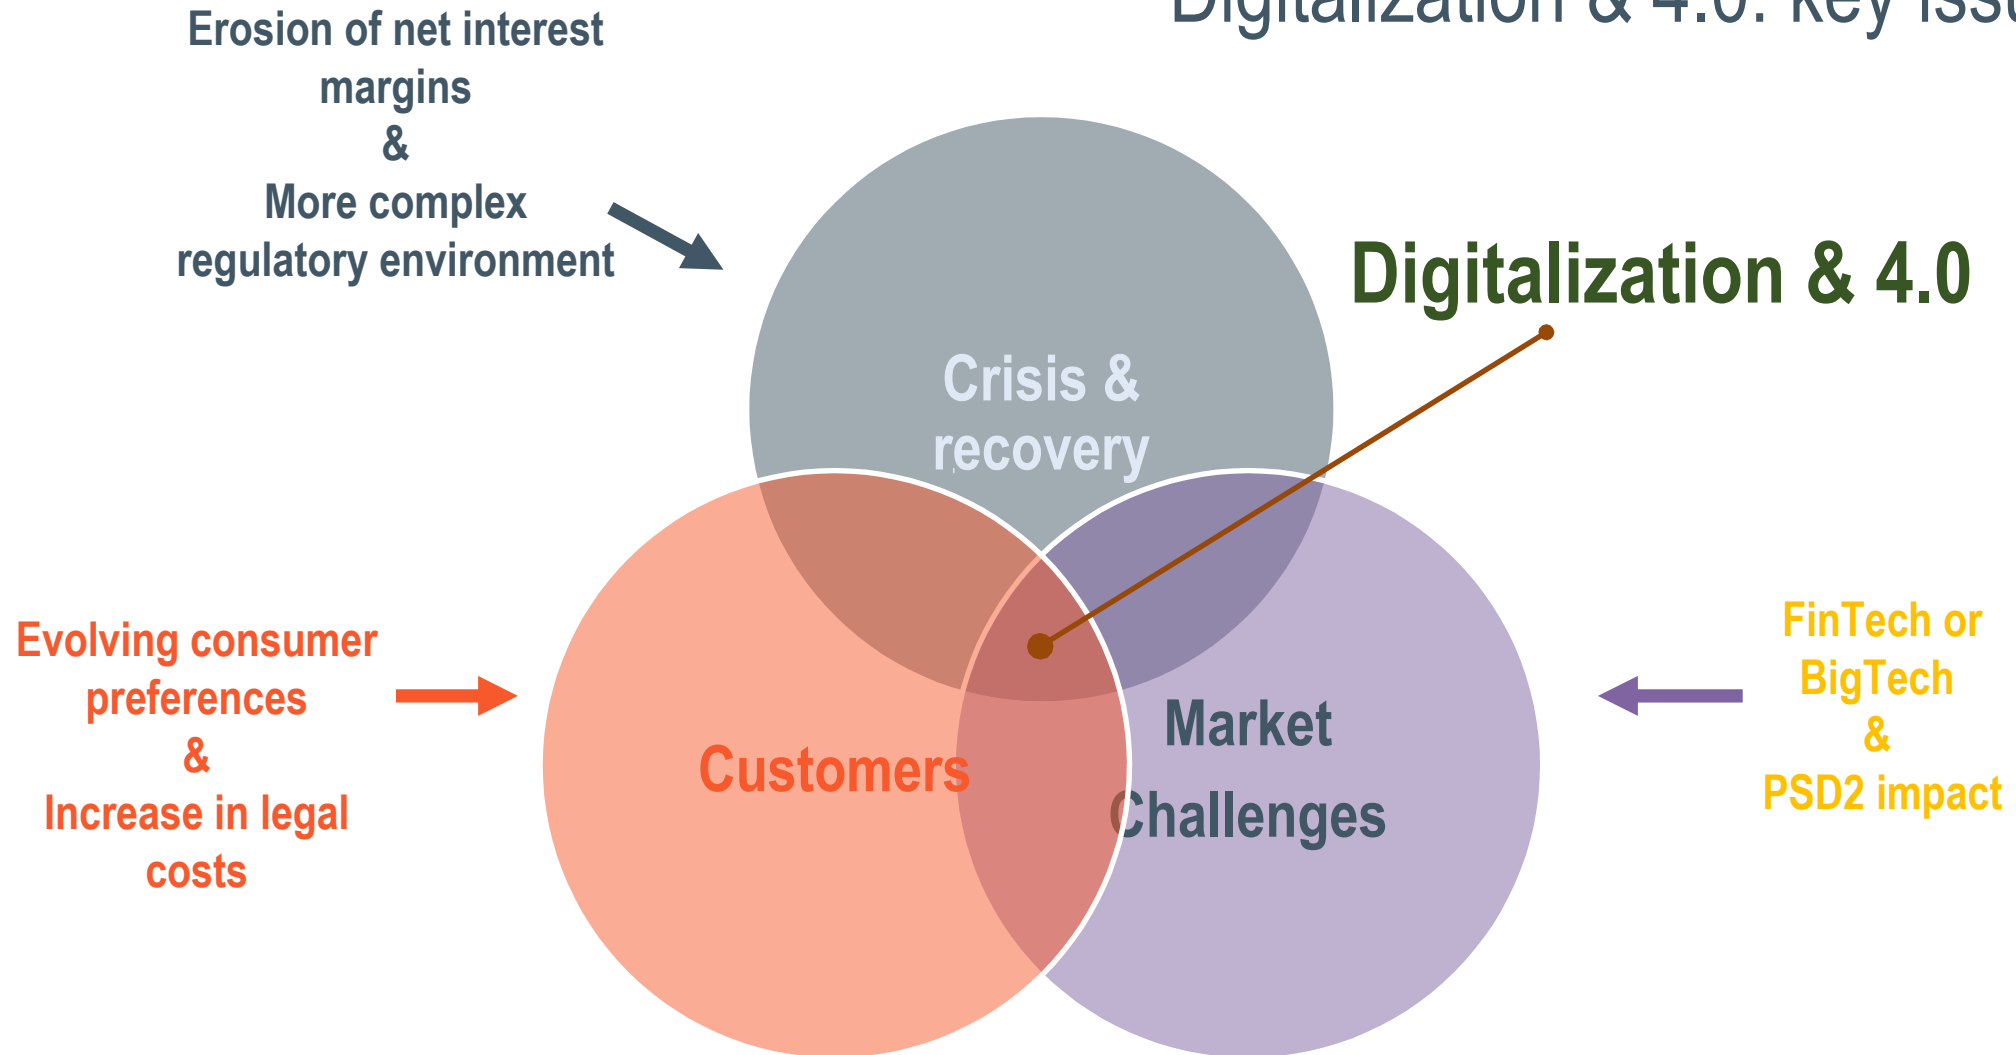 Digitalization & 4.0: key
Erosion of net interest
margins
&
More complex
regulatory environment
Digitalization & 4.0
Crisis &
recovery
Evolving consumer
preferences
&
Increase in legal
costs
Customers
Market
Challenges
FinTech or
BigTech
&
PSD2 impact